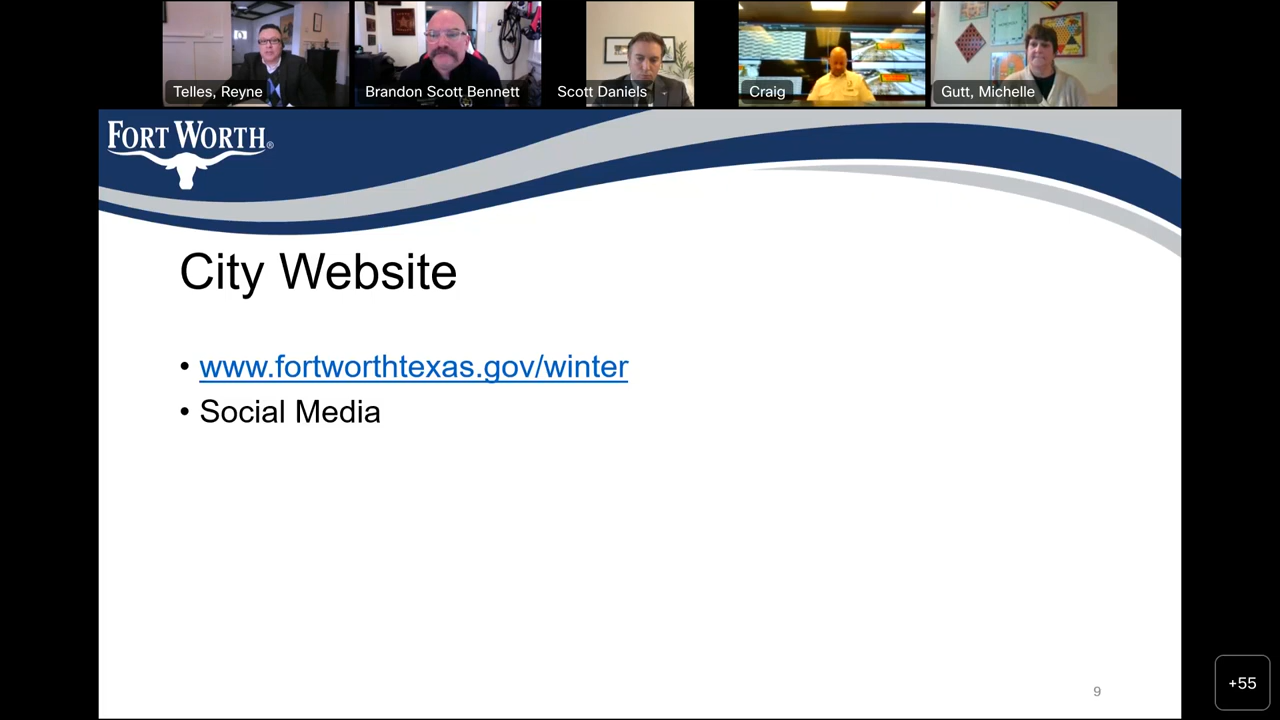 Telles, Reyne
Brandon Scott Bennett
Scott Daniels
Craig
Gutt, Michelle
FORT WORTH®
City Website
• www.fortworthtexas.gov/winter
• Social Media
9
+55